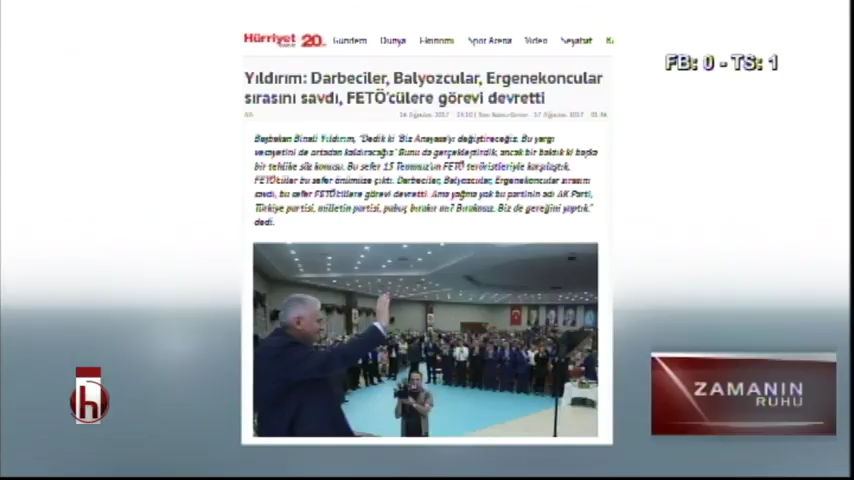 Hürriyet 20 Gündem Dünya Ekonomi Spor Arena Video Seyahat
FB: 0 - TS: 1
Yıldırım: Darbeciler, Balyozcular, Ergenekoncular
sırasını savdı, FETÖ'cülere görevi devretti
Başbakan Binali Yıldırım, "Dedik ki 'Biz Anayasa'yı değiştireceğiz. Bu yargı
vesayetini de ortadan kaldıracağız' Bunu da gerçekleştirdik, ancak bir baktık ki başka
bir tehlike söz konusu. Bu sefer 15 Temmuz'un FETÖ teröristleriyle karşılaştık,
FETÖ'cüler bu sefer önümüze çıktı. Darbeciler, Balyozcular, Ergenekoncular sırasını
savdı, bu sefer FETÖ'cülere görevi devretti. Ama yağma yok bu partinin adı AK Parti,
Türkiye partisi, milletin partisi, pabuç bırakır mı? Bırakmaz. Biz de gereğini yaptık."
dedi.
h
ZAMANIN
RUHU